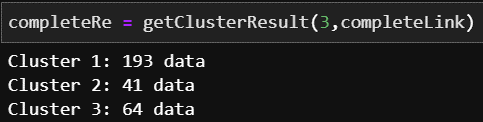 completeRe = getClusterResult(3,completeLink)
Cluster 1: 193 data
Cluster 2: 41 data
Cluster 3: 64 data